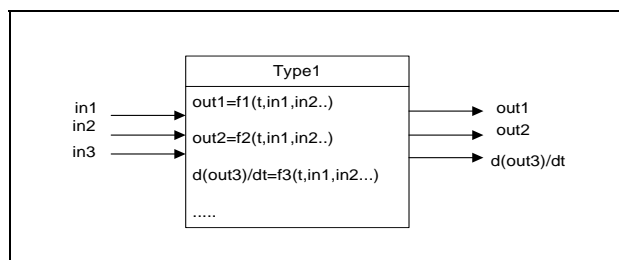 Type1
in1
in2
in3
out1=f1(t,in1,in2..)
out2=f2(t,in1,in2..)
d(out3)/dt=f3(t,in1,in2...)
.....
out1
out2
d(out3)/dt